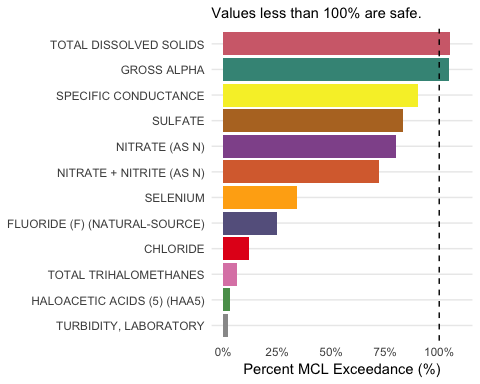 Values less than 100% are safe.
TOTAL DISSOLVED SOLIDS
GROSS ALPHA
SPECIFIC CONDUCTANCE
SULFATE
NITRATE (AS N)
NITRATE + NITRITE (AS N)
SELENIUM
FLUORIDE (F) (NATURAL-SOURCE)
CHLORIDE
TOTAL TRIHALOMETHANES
HALOACETIC ACIDS (5) (HAA5)
TURBIDITY, LABORATORY
0% 25% 50% 75% 100%
Percent MCL Exceedance (%)